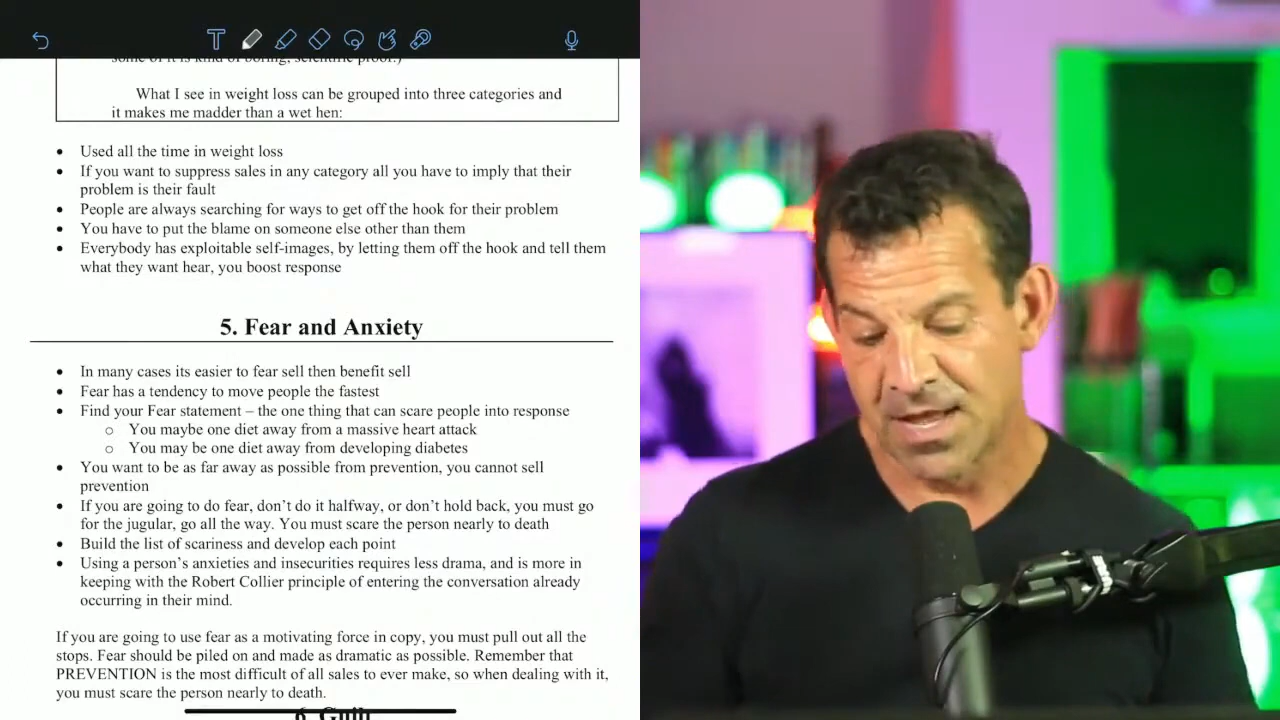 some of it is kind of boring, scientific proof.)
What I see in weight loss can be grouped into three categories and
it makes me madder than a wet hen:
• Used all the time in weight loss
• If you want to suppress sales in any category all you have to imply that their
problem is their fault
• People are always searching for ways to get off the hook for their problem
• You have to put the blame on someone else other than them
• Everybody has exploitable self-images, by letting them off the hook and tell them
what they want hear, you boost response
5. Fear and Anxiety
• In many cases its easier to fear sell then benefit sell
• Fear has a tendency to move people the fastest
• Find your Fear statement – the one thing that can scare people into response
o You maybe one diet away from a massive heart attack
o You may be one diet away from developing diabetes
• You want to be as far away as possible from prevention, you cannot sell
prevention
• If you are going to do fear, don’t do it halfway, or don’t hold back, you must go
for the jugular, go all the way. You must scare the person nearly to death
• Build the list of scariness and develop each point
• Using a person’s anxieties and insecurities requires less drama, and is more in
keeping with the Robert Collier principle of entering the conversation already
occurring in their mind.
If you are going to use fear as a motivating force in copy, you must pull out all the
stops. Fear should be piled on and made as dramatic as possible. Remember that
PREVENTION is the most difficult of all sales to ever make, so when dealing with it,
you must scare the person nearly to death.
6. Guilt